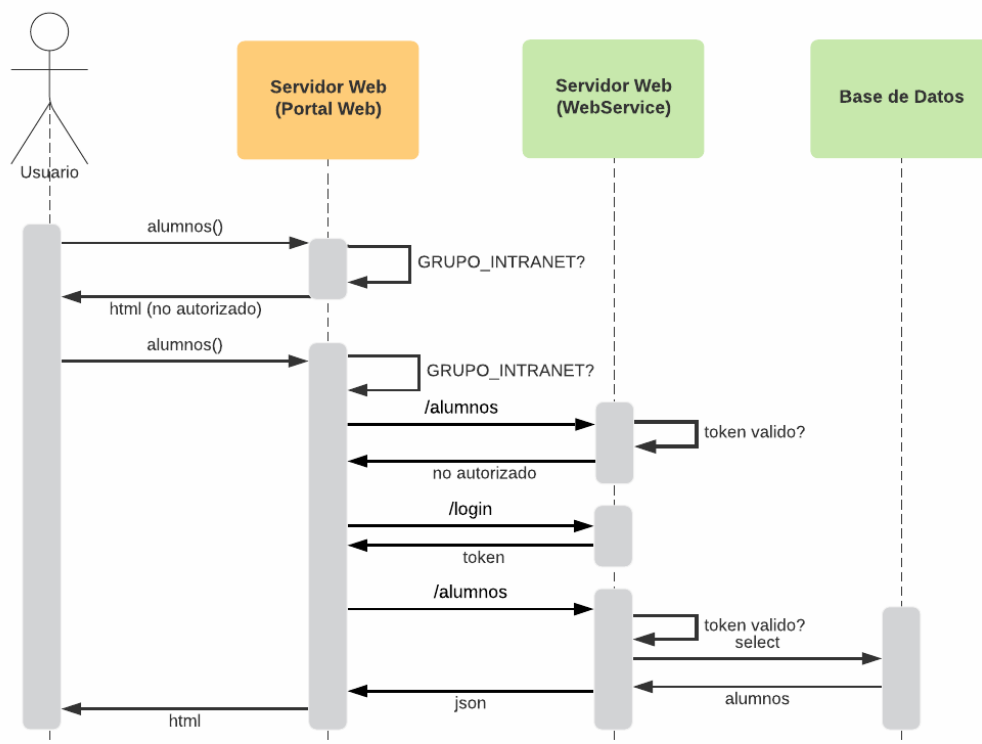 Usuario
Servidor Web
(Portal Web)
Servidor Web
(WebService)
Base de Datos
alumnos()
GRUPO_INTRANET?
html (no autorizado)
alumnos()
GRUPO_INTRANET?
/alumnos
token valido?
no autorizado
/login
token
/alumnos
token valido?
select
alumnos
json
html